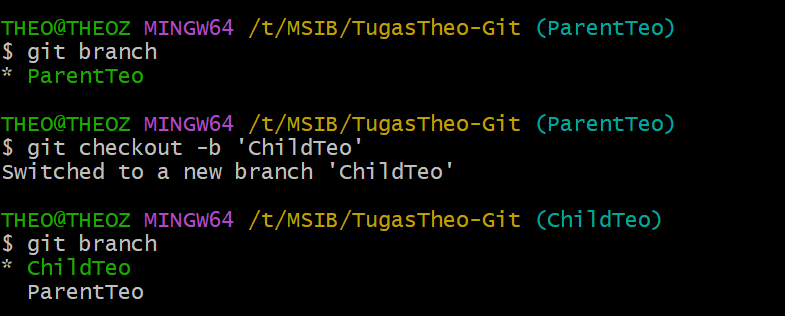 THEO@THEOZ MINGW64 /t/MSIB/TugasTheo-Git (ParentTeo)
$ git branch
* ParentTeo
THEO@THEOZ MINGW64 /t/MSIB/TugasTheo-Git (ParentTeo)
$ git checkout -b 'ChildTeo'
Switched to a new branch 'ChildTeo'
THEO@THEOZ MINGW64 /t/MSIB/TugasTheo-Git (ChildTeo)
$ git branch
* ChildTeo
  ParentTeo